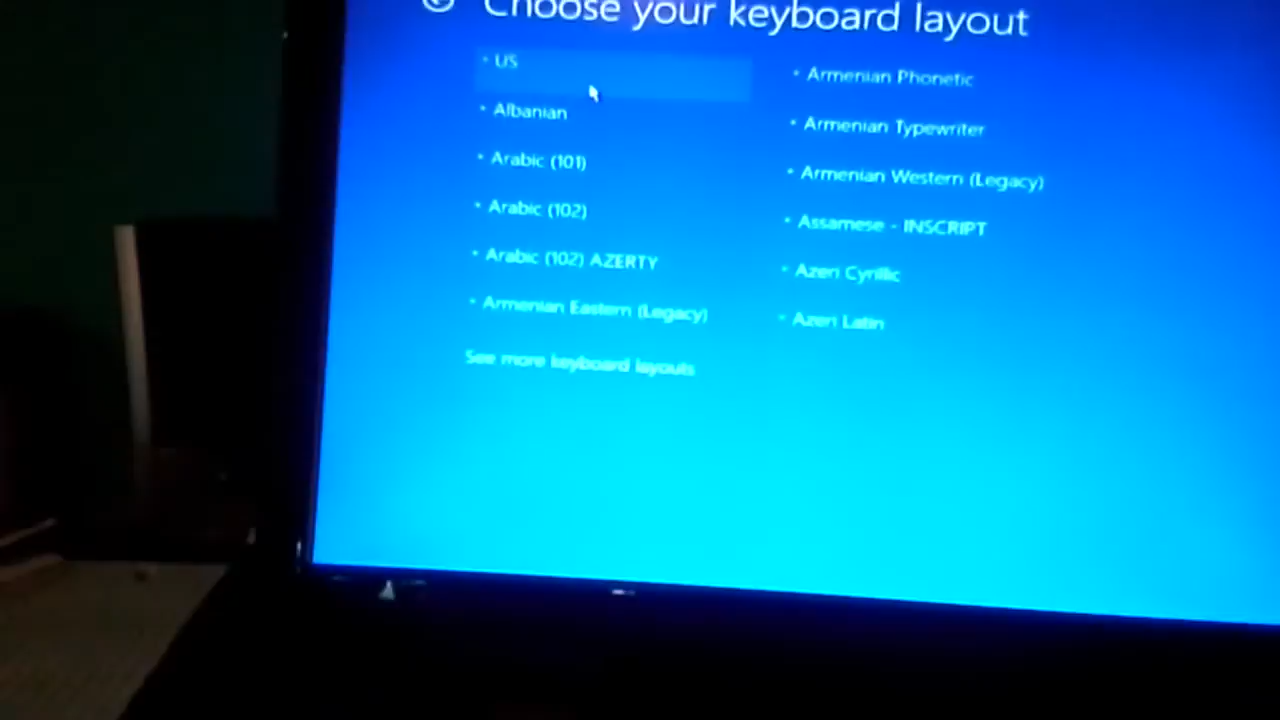 Choose your keyboard layout
US
Albanian
Arabic (101)
Arabic (102)
Arabic (102) AZERTY
Armenian Eastern (Legacy)
See more keyboard layouts
Armenian Phonetic
Armenian Typewriter
Armenian Western (Legacy)
Assamese - INSCRIPT
Azeri Cyrillic
Azeri Latin